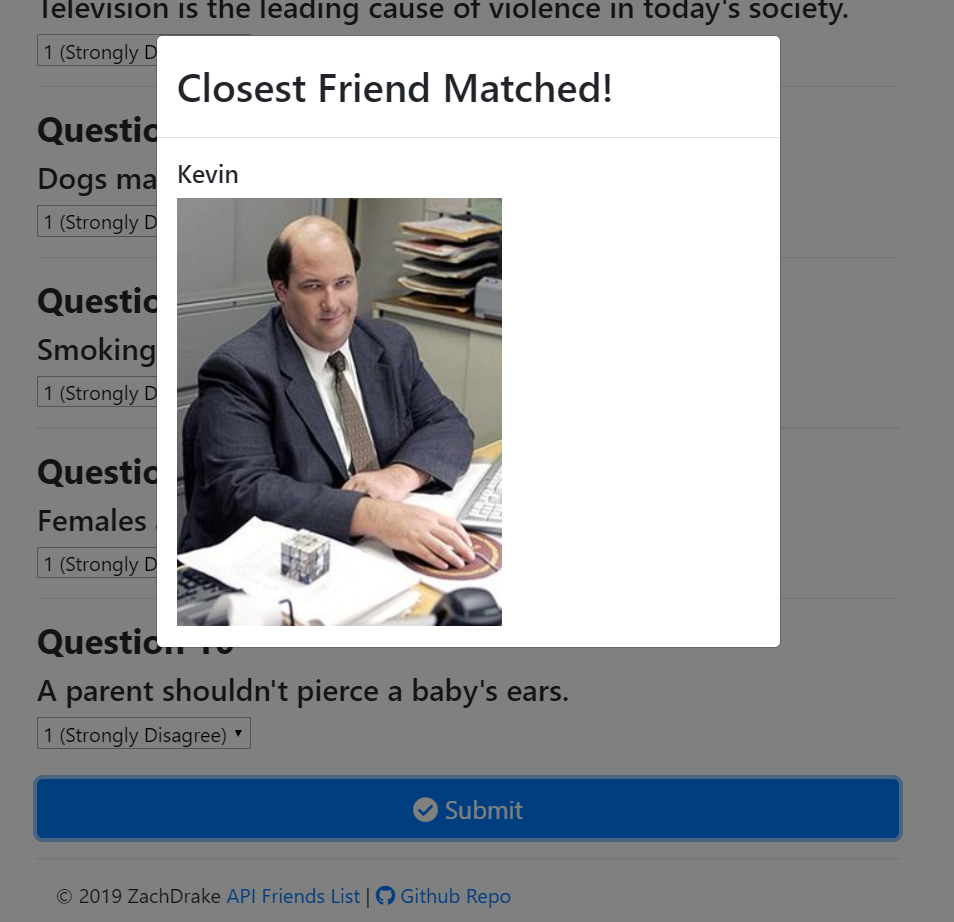 Television is the leading cause of violence in today's society.
1 (Strongly D
Closest Friend Matched!
Kevin
Questio
Dogs ma
1 (Strongly D
Questio
Smoking
1 (Strongly D
Questio
Females
1 (Strongly D
Question 10
A parent shouldn't pierce a baby's ears.
1 (Strongly Disagree)
Submit
© 2019 ZachDrake API Friends List | Github Repo